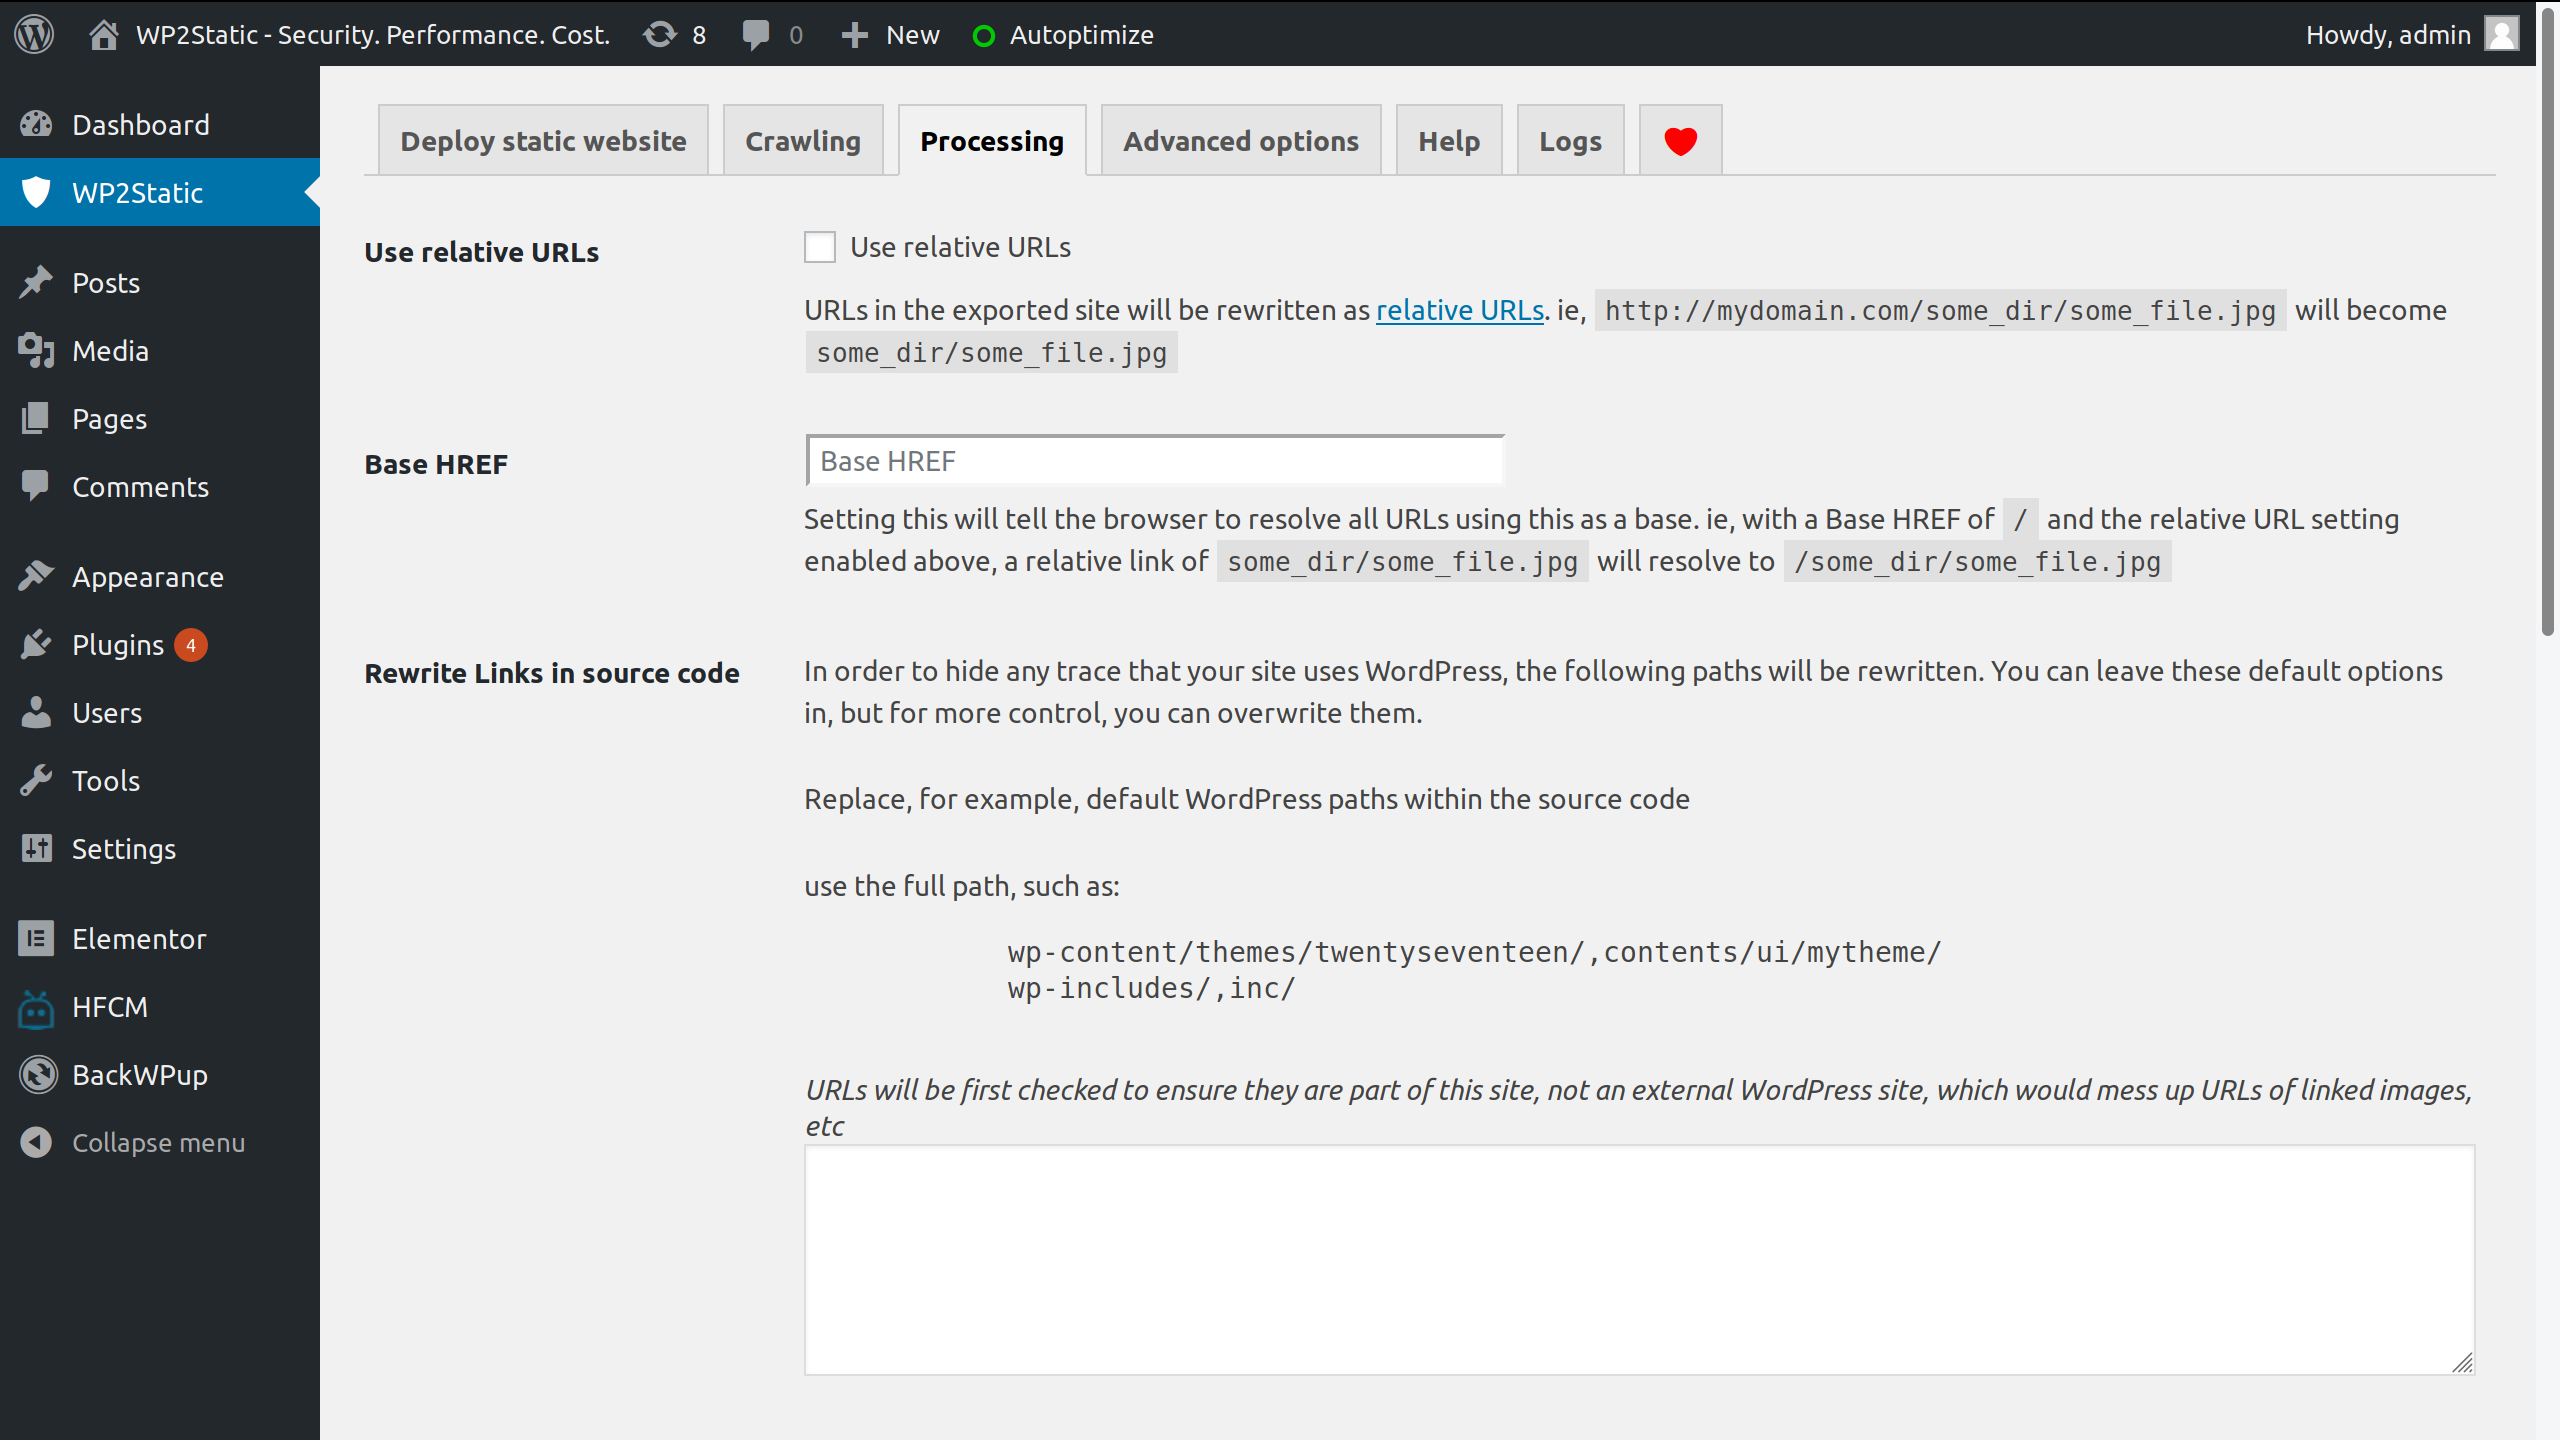 WP2Static - Security. Performance. Cost. 8 0 New Autoptimize Howdy, admin
Dashboard
WP2Static
Posts
Media
Pages
Comments
Appearance
Plugins 4
Users
Tools
Settings
Elementor
HFCM
BackWPup
Collapse menu
Deploy static website Crawling Processing Advanced options Help Logs
Use relative URLs
Use relative URLs
URLs in the exported site will be rewritten as relative URLs. ie, http://mydomain.com/some_dir/some_file.jpg will become
some_dir/some_file.jpg
Base HREF
Base HREF
Setting this will tell the browser to resolve all URLs using this as a base. ie, with a Base HREF of / and the relative URL setting
enabled above, a relative link of some_dir/some_file.jpg will resolve to /some_dir/some_file.jpg
Rewrite Links in source code
In order to hide any trace that your site uses WordPress, the following paths will be rewritten. You can leave these default options
in, but for more control, you can overwrite them.
Replace, for example, default WordPress paths within the source code
use the full path, such as:
wp-content/themes/twentyseventeen/,contents/ui/mytheme/
wp-includes/,inc/
URLs will be first checked to ensure they are part of this site, not an external WordPress site, which would mess up URLs of linked images,
etc